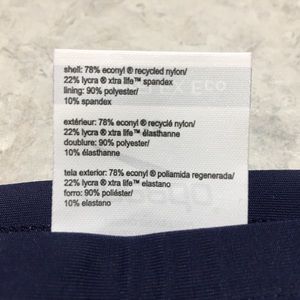 shell: 78% econyl ® recycled nylon/
22% lycra ® xtra life™ spandex
lining: 90% polyester/
10% spandex
extérieur: 78% econyl ® recyclé nylon/
22% lycra ® xtra life™ élasthanne
doublure: 90% polyester/
10% élasthanne
tela exterior: 78% econyl ® poliamida regenerada/
22% lycra ® xtra life™ elastano
forro: 90% poliéster/
10% elastano